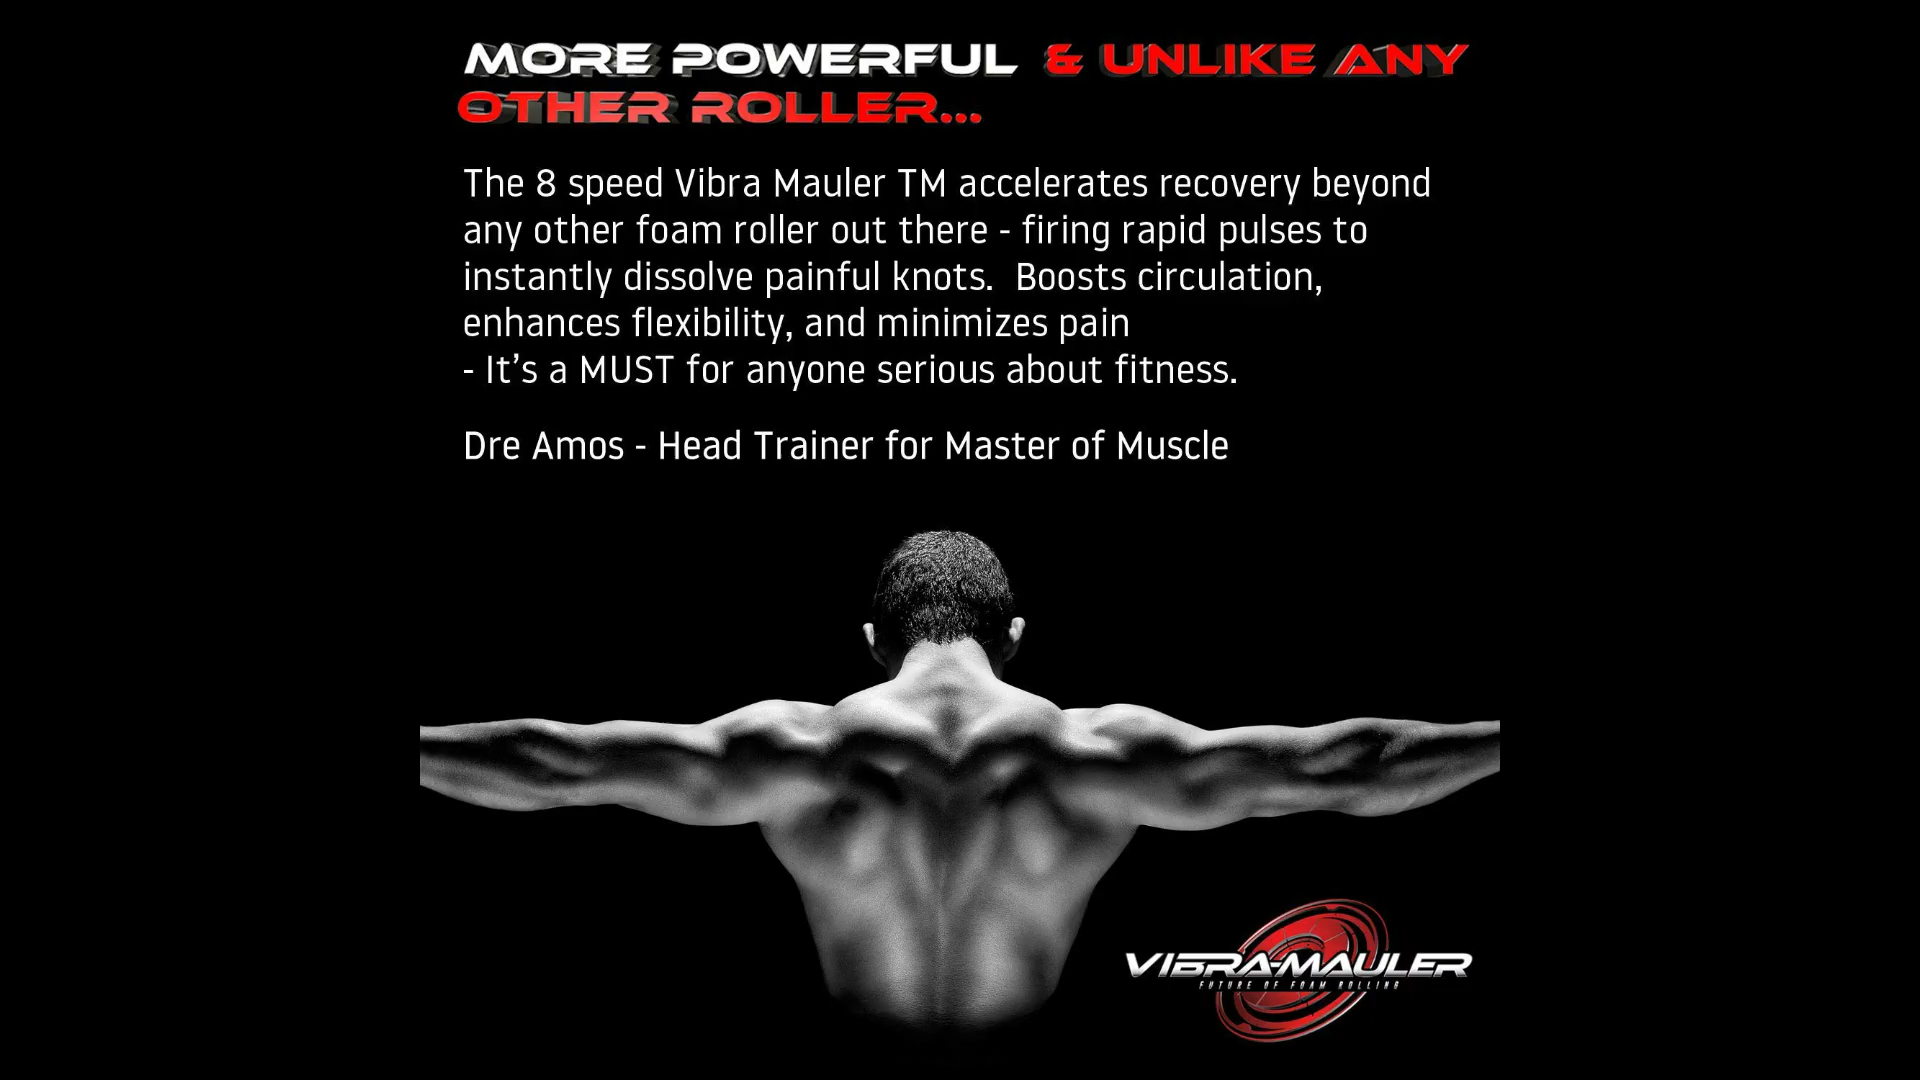 MORE POWERFUL & UNLIKE ANY
OTHER ROLLER...
The 8 speed Vibra Mauler TM accelerates recovery beyond
any other foam roller out there - firing rapid pulses to
instantly dissolve painful knots.  Boosts circulation,
enhances flexibility, and minimizes pain
- It’s a MUST for anyone serious about fitness.
Dre Amos - Head Trainer for Master of Muscle
VIBRA-MAULER
FUTURE OF FOAM ROLLING